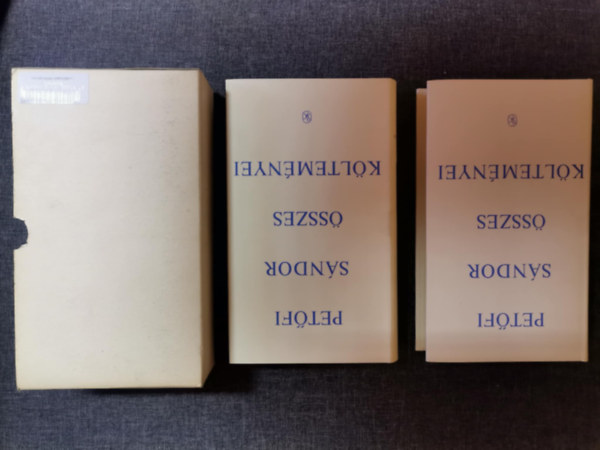 PETŐFI
SÁNDOR
ÖSSZES
KÖLTEMÉNYEI
PETŐFI
SÁNDOR
ÖSSZES
KÖLTEMÉNYEI